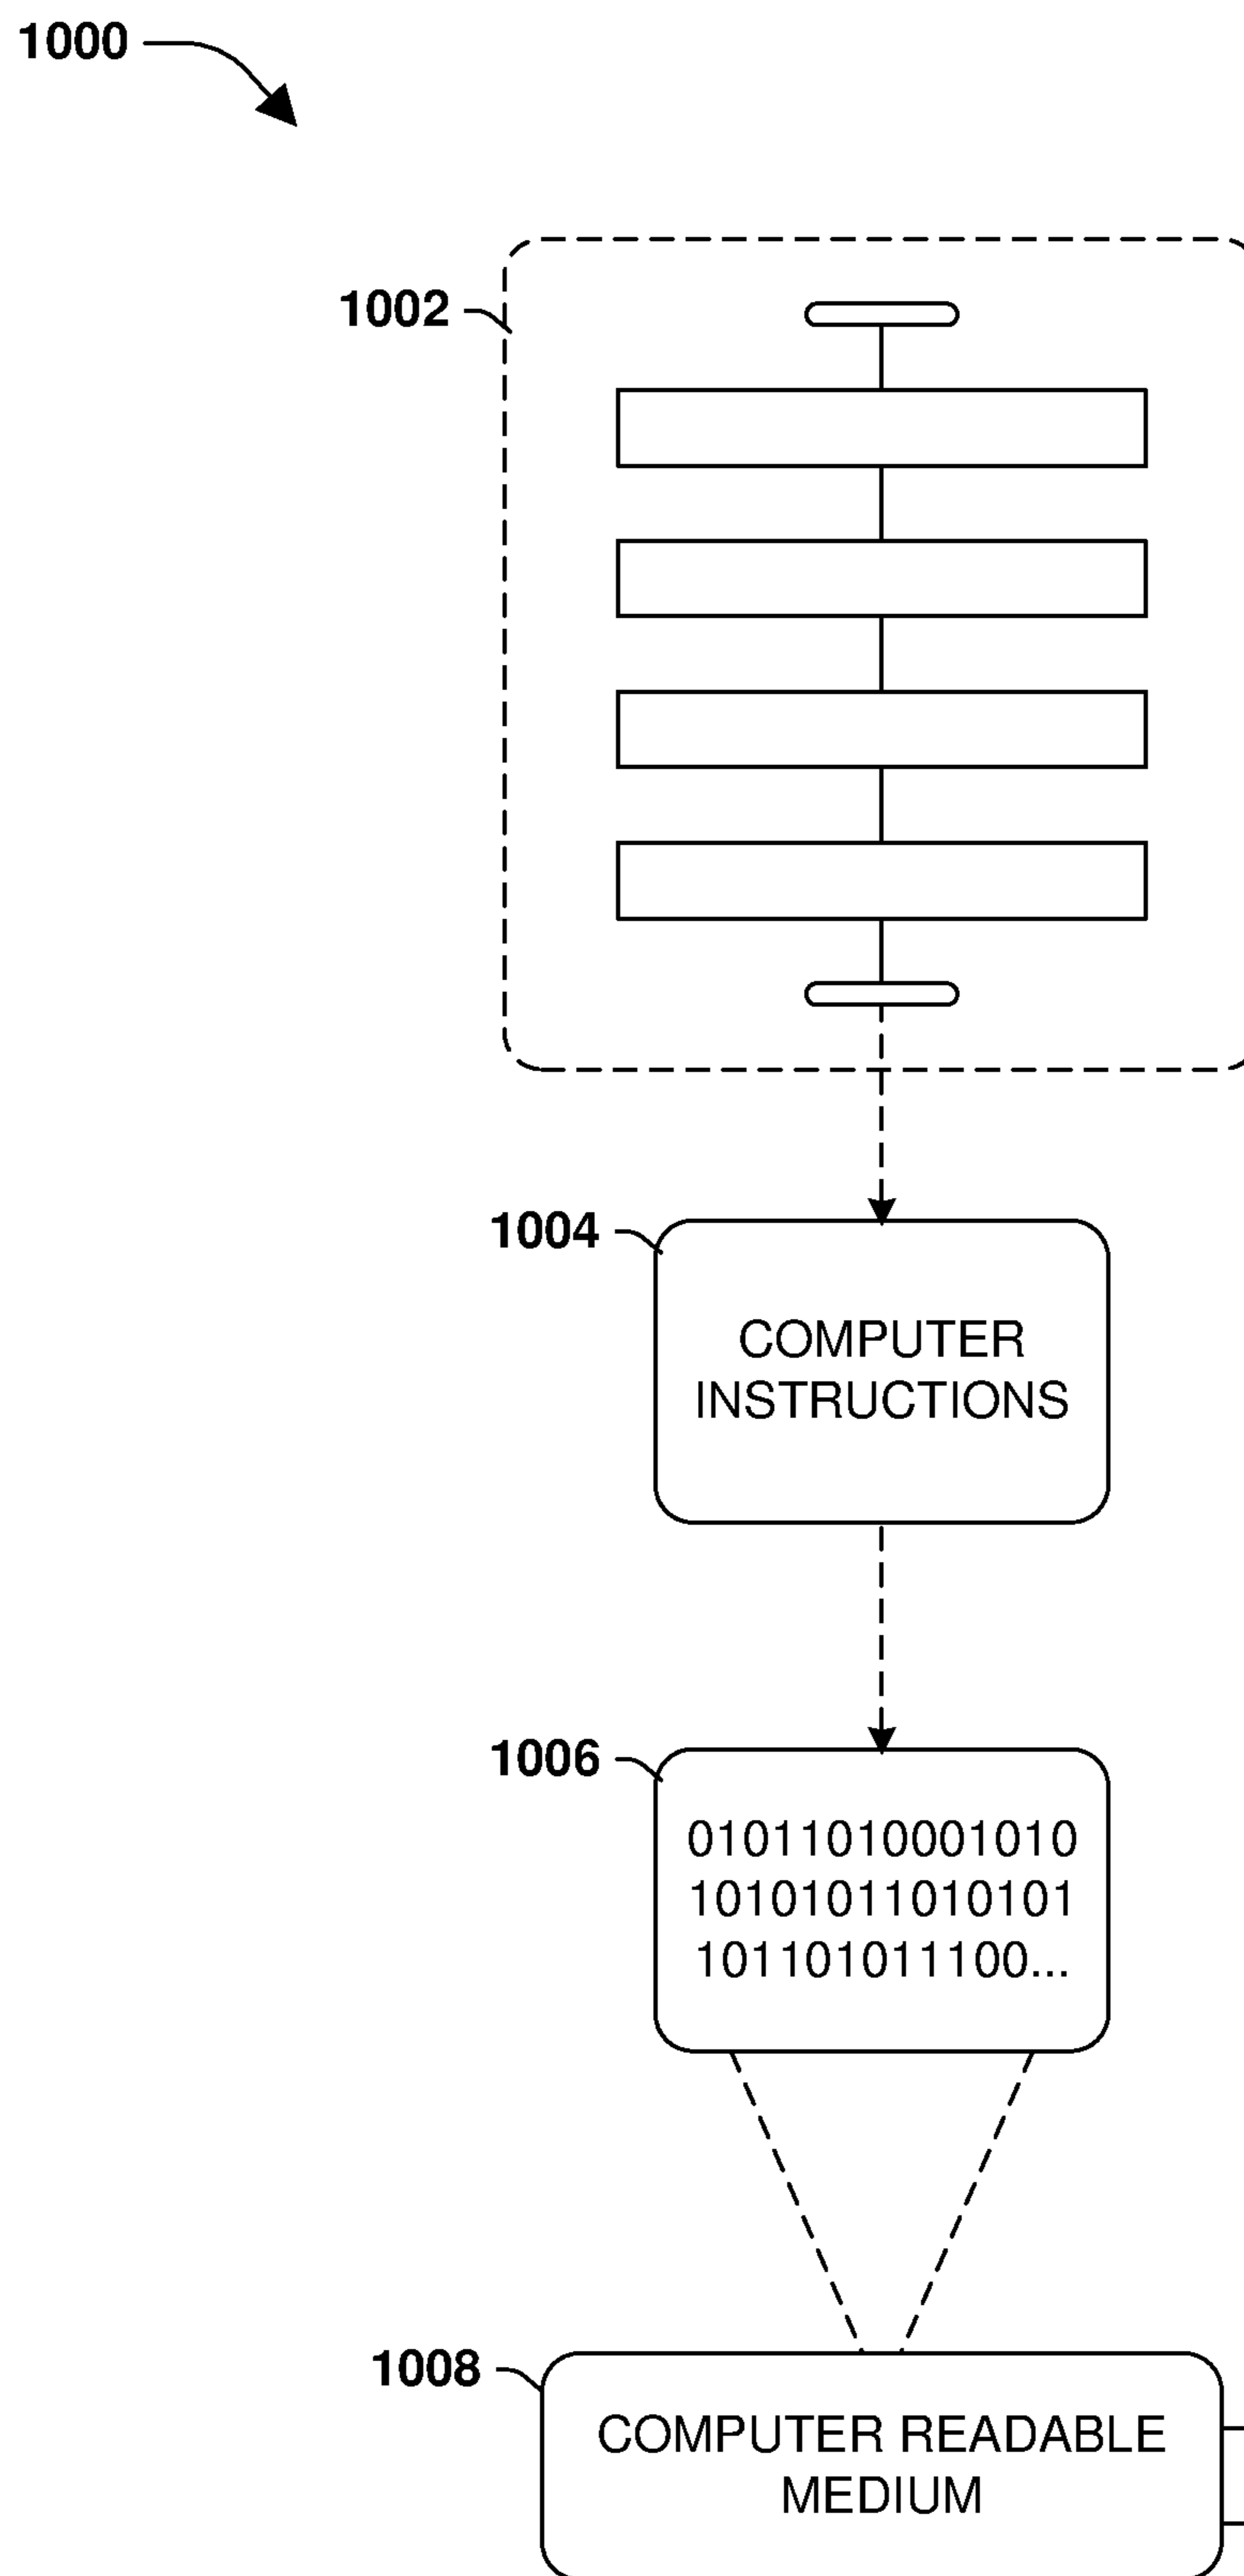 1000
1002
1004
COMPUTER
INSTRUCTIONS
1006
01011010001010
10101011010101
101101011100...
1008
COMPUTER READABLE
MEDIUM